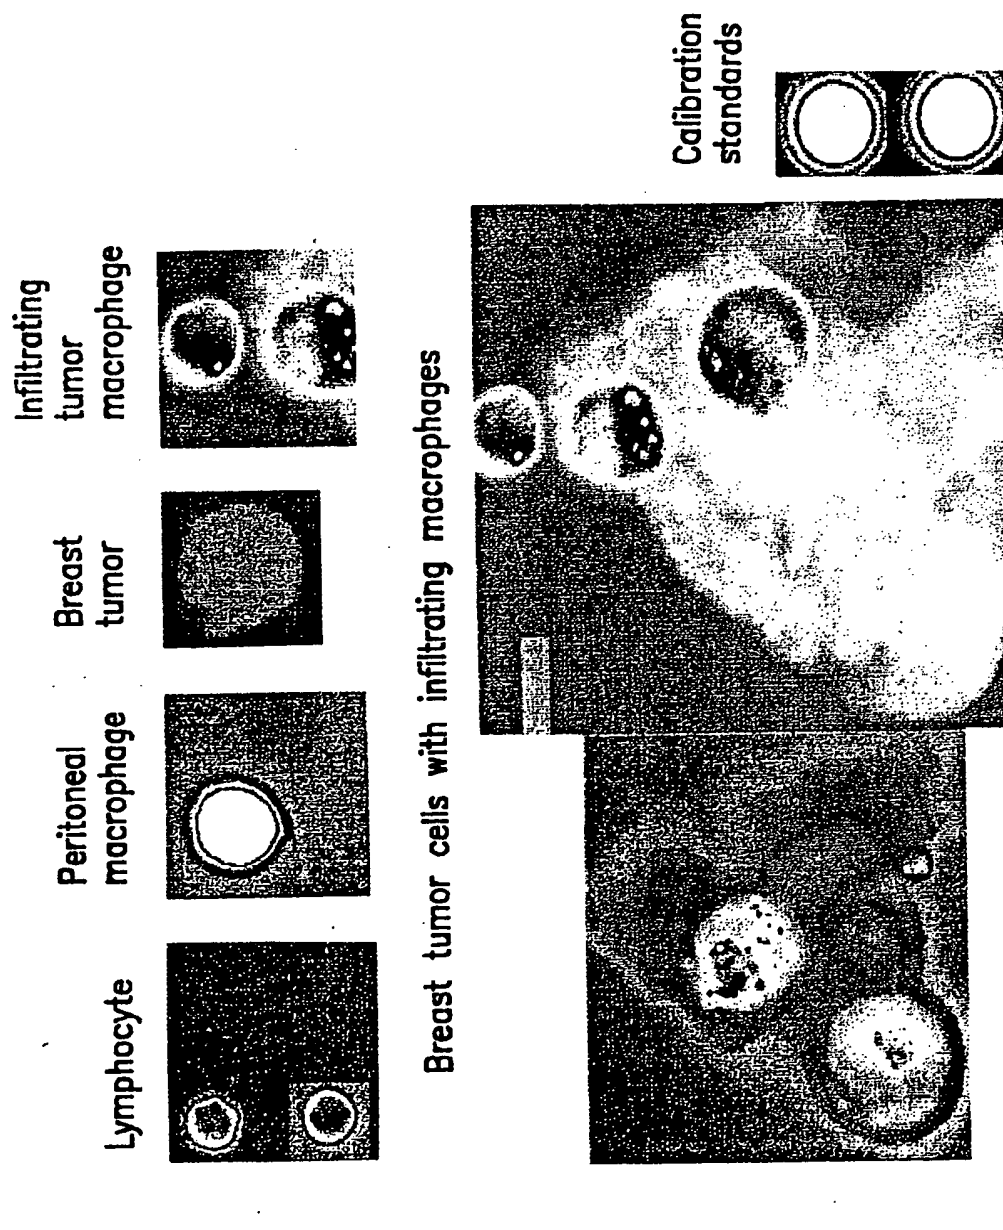 Lymphocyte
Peritoneal
macrophage
Breast
tumor
Infiltrating
tumor
macrophage
Breast tumor cells with infiltrating macrophages
Calibration
standards